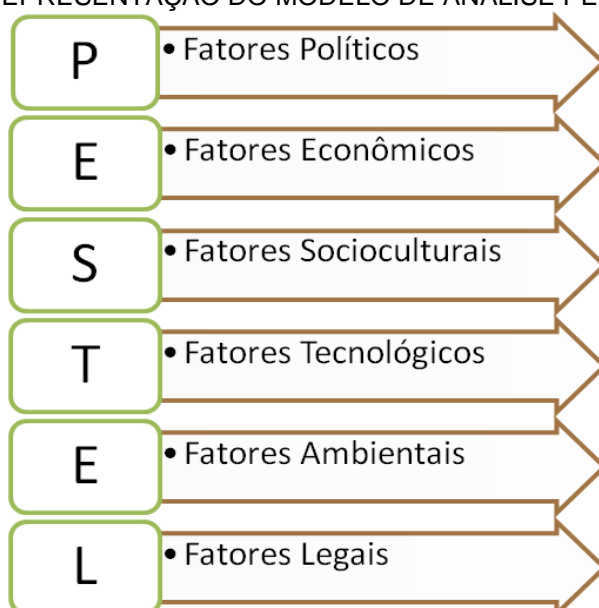 EPRESENTAÇÃO DO MODELO DE ANÁLISE PE
P
• Fatores Políticos
E
• Fatores Econômicos
S
• Fatores Socioculturais
T
• Fatores Tecnológicos
E
• Fatores Ambientais
L
• Fatores Legais